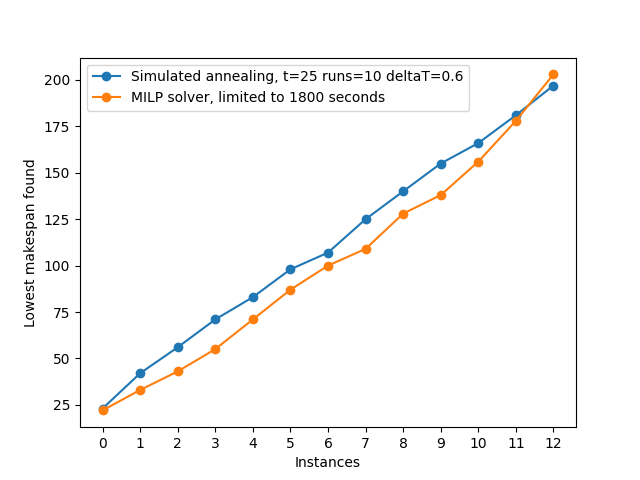 Simulated annealing, t=25 runs=10 deltaT=0.6
MILP solver, limited to 1800 seconds
200
175
150
125
100
75
50
25
Lowest makespan found
0 1 2 3 4 5 6 7 8 9 10 11 12
Instances